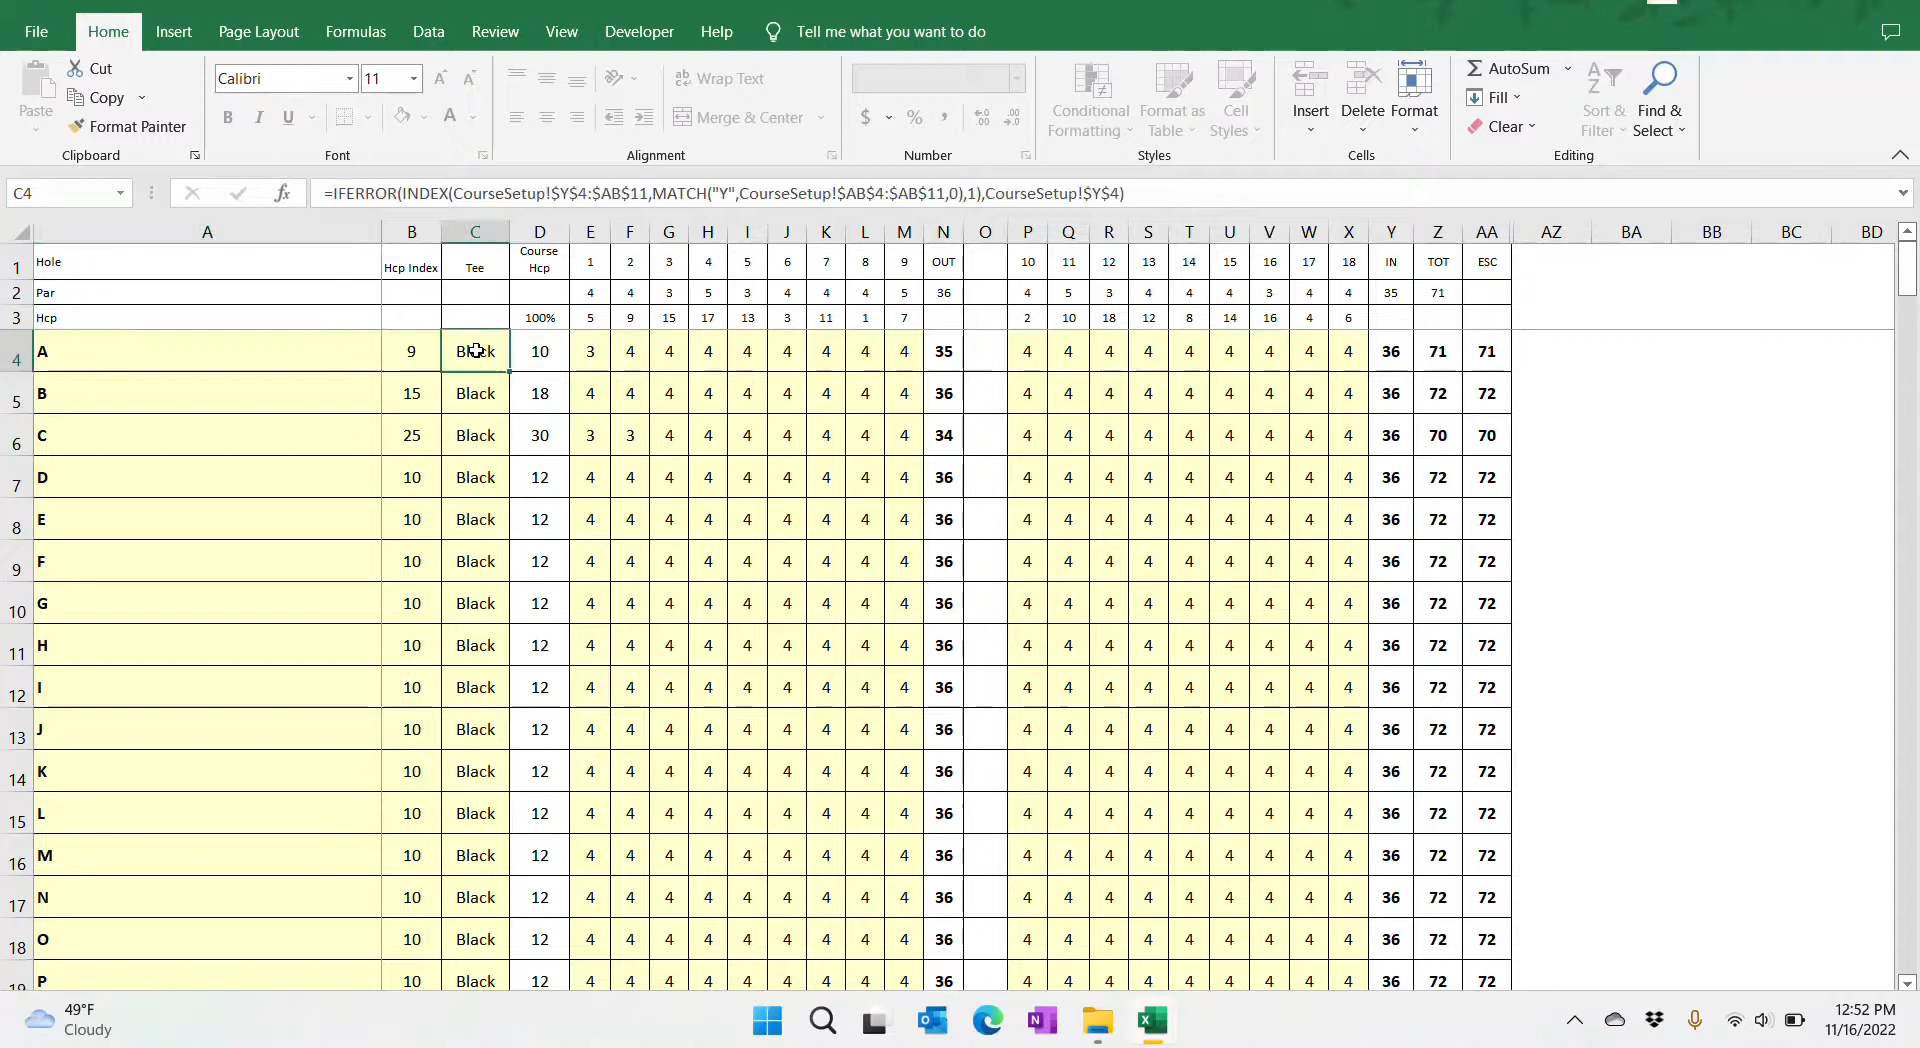 File Home Insert Page Layout Formulas Data Review View Developer Help Tell me what you want to do
Cut
Copy
Format Painter
Paste
Clipboard
Calibri 11
B I U
Font
Wrap Text
Merge & Center
Alignment
$ % ,
Number
Conditional Formatting
Format as Table
Cell Styles
Styles
Insert Delete Format
Cells
AutoSum
Fill
Clear
Sort & Filter
Find & Select
Editing
C4 fx =IFERROR(INDEX(CourseSetup!$Y$4:$AB$11,MATCH("Y",CourseSetup!$AB$4:$AB$11,0),1),CourseSetup!$Y$4)
A B C D E F G H I J K L M N O P Q R S T U V W X Y Z AA AZ BA BB BC BD
1 Hole Hcp Index Tee Course Hcp 1 2 3 4 5 6 7 8 9 OUT 10 11 12 13 14 15 16 17 18 IN TOT ESC
2 Par 4 4 3 5 3 4 4 4 5 36 4 5 3 4 4 4 3 4 4 35 71
3 Hcp 100% 5 9 15 17 13 3 11 1 7 2 10 18 12 8 14 16 4 6
4 A 9 Black 10 3 4 4 4 4 4 4 4 4 35 4 4 4 4 4 4 4 4 4 36 71 71
5 B 15 Black 18 4 4 4 4 4 4 4 4 4 36 4 4 4 4 4 4 4 4 4 36 72 72
6 C 25 Black 30 3 3 4 4 4 4 4 4 4 34 4 4 4 4 4 4 4 4 4 36 70 70
7 D 10 Black 12 4 4 4 4 4 4 4 4 4 36 4 4 4 4 4 4 4 4 4 36 72 72
8 E 10 Black 12 4 4 4 4 4 4 4 4 4 36 4 4 4 4 4 4 4 4 4 36 72 72
9 F 10 Black 12 4 4 4 4 4 4 4 4 4 36 4 4 4 4 4 4 4 4 4 36 72 72
10 G 10 Black 12 4 4 4 4 4 4 4 4 4 36 4 4 4 4 4 4 4 4 4 36 72 72
11 H 10 Black 12 4 4 4 4 4 4 4 4 4 36 4 4 4 4 4 4 4 4 4 36 72 72
12 I 10 Black 12 4 4 4 4 4 4 4 4 4 36 4 4 4 4 4 4 4 4 4 36 72 72
13 J 10 Black 12 4 4 4 4 4 4 4 4 4 36 4 4 4 4 4 4 4 4 4 36 72 72
14 K 10 Black 12 4 4 4 4 4 4 4 4 4 36 4 4 4 4 4 4 4 4 4 36 72 72
15 L 10 Black 12 4 4 4 4 4 4 4 4 4 36 4 4 4 4 4 4 4 4 4 36 72 72
16 M 10 Black 12 4 4 4 4 4 4 4 4 4 36 4 4 4 4 4 4 4 4 4 36 72 72
17 N 10 Black 12 4 4 4 4 4 4 4 4 4 36 4 4 4 4 4 4 4 4 4 36 72 72
18 O 10 Black 12 4 4 4 4 4 4 4 4 4 36 4 4 4 4 4 4 4 4 4 36 72 72
19 P 10 Black 12 4 4 4 4 4 4 4 4 4 36 4 4 4 4 4 4 4 4 4 36 72 72
49°F
Cloudy
12:52 PM
11/16/2022